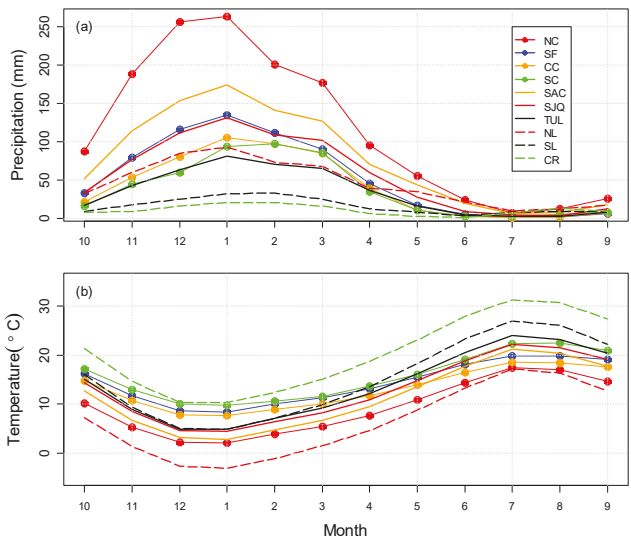 (a)
Precipitation (mm)
250
200
150
100
50
0
NC
SF
CC
SC
SAC
SJQ
TUL
NL
SL
CR
10 11 12 1 2 3 4 5 6 7 8 9
(b)
Temperature( ° C)
30
20
10
0
10 11 12 1 2 3 4 5 6 7 8 9
Month